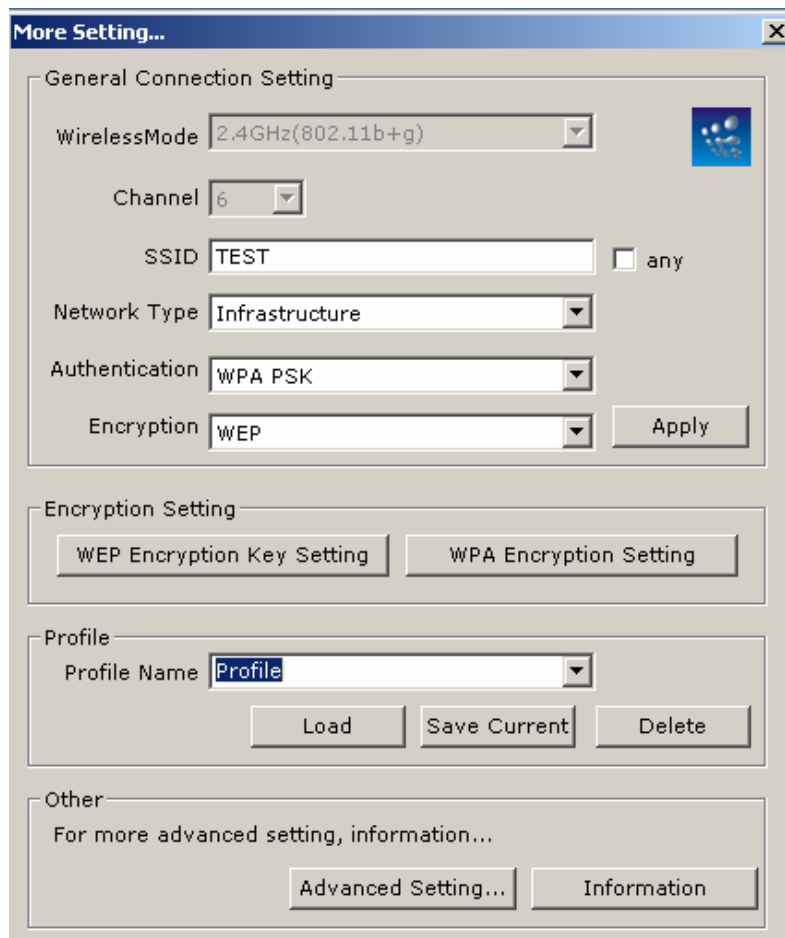 More Setting...
General Connection Setting
WirelessMode 2.4GHz(802.11b+g)
Channel 6
SSID TEST any
Network Type Infrastructure
Authentication WPA PSK
Encryption WEP Apply
Encryption Setting
WEP Encryption Key Setting WPA Encryption Setting
Profile
Profile Name Profile
Load Save Current Delete
Other
For more advanced setting, information...
Advanced Setting... Information